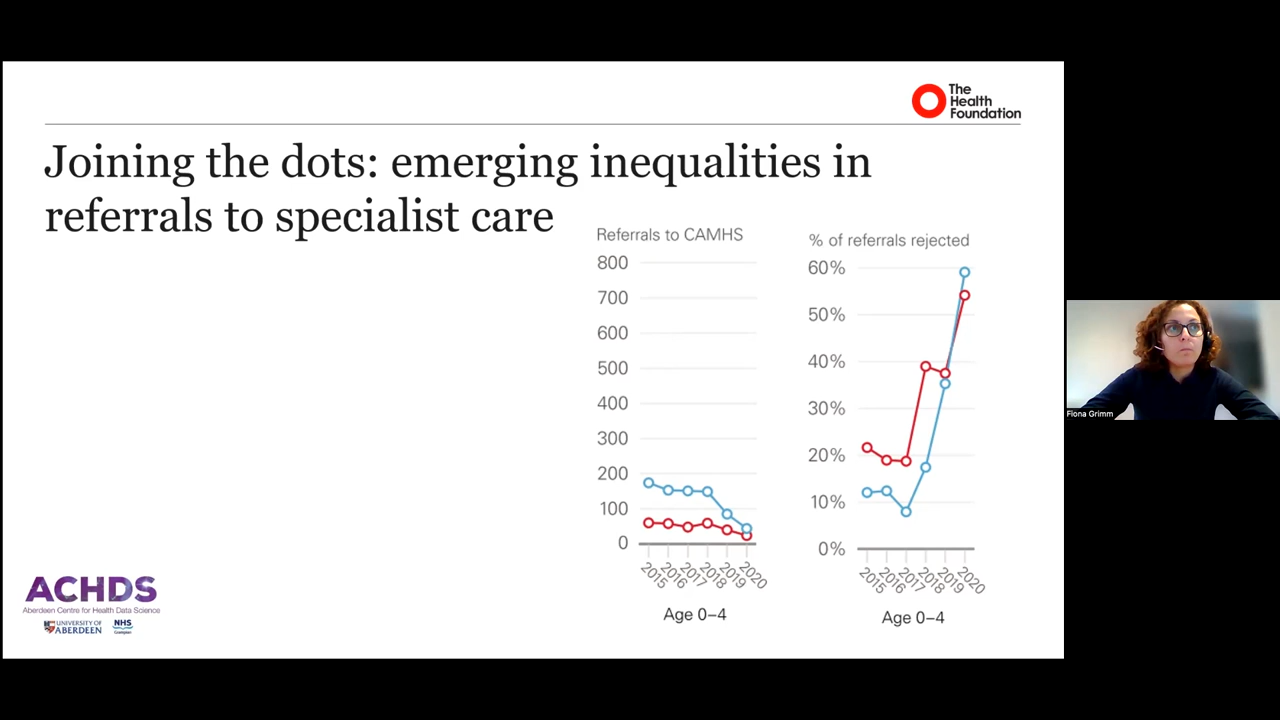 The
Health
Foundation
Joining the dots: emerging inequalities in
referrals to specialist care
Referrals to CAMHS
800
700
600
500
400
300
200
100
0
2015 2016 2017 2018 2019 2020
Age 0–4
% of referrals rejected
60%
50%
40%
30%
20%
10%
0%
2015 2016 2017 2018 2019 2020
Age 0–4
Fiona Grimm
ACHDS
Aberdeen Centre for Health Data Science
UNIVERSITY OF
ABERDEEN
NHS
Grampian